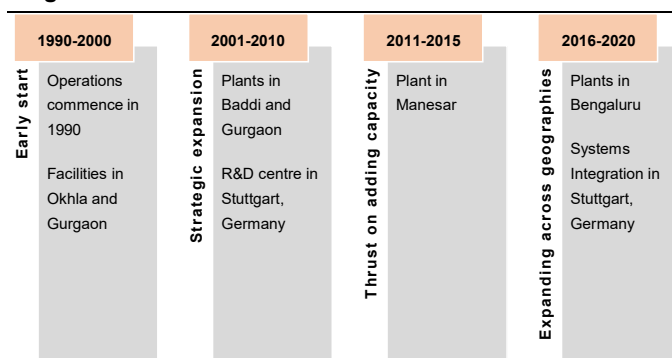 1990-2000
Early start
Operations
commence in
1990
Facilities in
Okhla and
Gurgaon
2001-2010
Strategic expansion
Plants in
Baddi and
Gurgaon
R&D centre in
Stuttgart,
Germany
2011-2015
Thrust on adding capacity
Plant in
Manesar
2016-2020
Expanding across geographies
Plants in
Bengaluru
Systems
Integration in
Stuttgart,
Germany